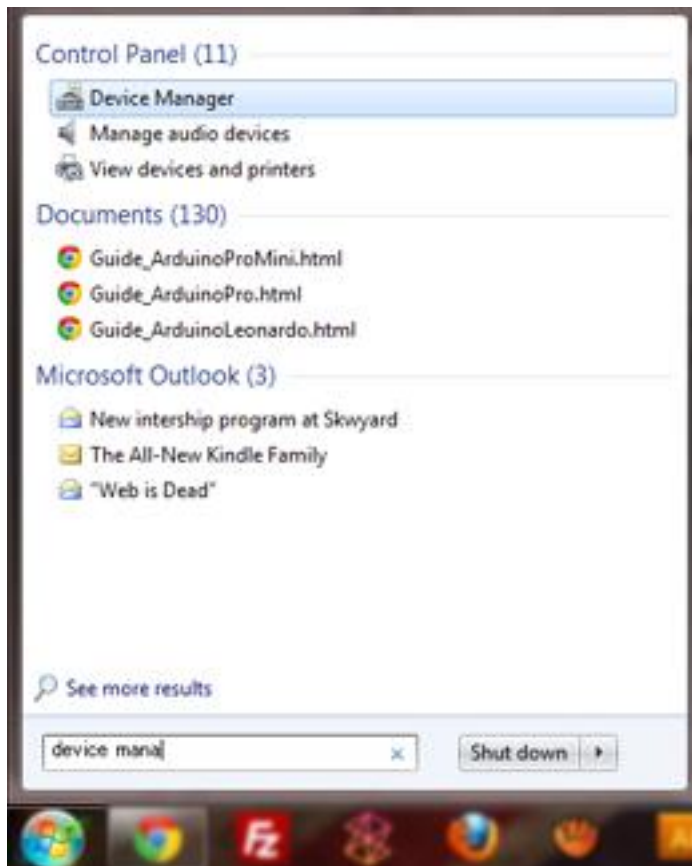 Control Panel (11)
Device Manager
Manage audio devices
View devices and printers
Documents (130)
Guide_ArduinoProMini.html
Guide_ArduinoPro.html
Guide_ArduinoLeonardo.html
Microsoft Outlook (3)
New intership program at Skwyard
The All-New Kindle Family
"Web is Dead"
See more results
device mana
Shut down
Fz